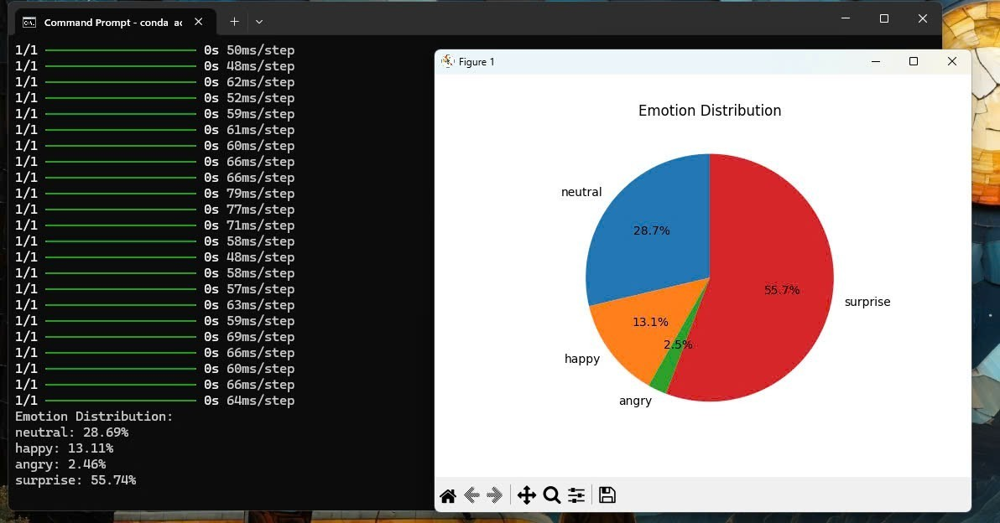 Command Prompt - conda ac
1/1 0s 50ms/step
1/1 0s 48ms/step
1/1 0s 62ms/step
1/1 0s 52ms/step
1/1 0s 59ms/step
1/1 0s 61ms/step
1/1 0s 60ms/step
1/1 0s 66ms/step
1/1 0s 66ms/step
1/1 0s 79ms/step
1/1 0s 77ms/step
1/1 0s 71ms/step
1/1 0s 58ms/step
1/1 0s 48ms/step
1/1 0s 58ms/step
1/1 0s 57ms/step
1/1 0s 63ms/step
1/1 0s 59ms/step
1/1 0s 69ms/step
1/1 0s 66ms/step
1/1 0s 60ms/step
1/1 0s 66ms/step
1/1 0s 64ms/step
Emotion Distribution:
neutral: 28.69%
happy: 13.11%
angry: 2.46%
surprise: 55.74%
Figure 1
Emotion Distribution
neutral
28.7%
55.7%
surprise
13.1%
2.5%
happy
angry